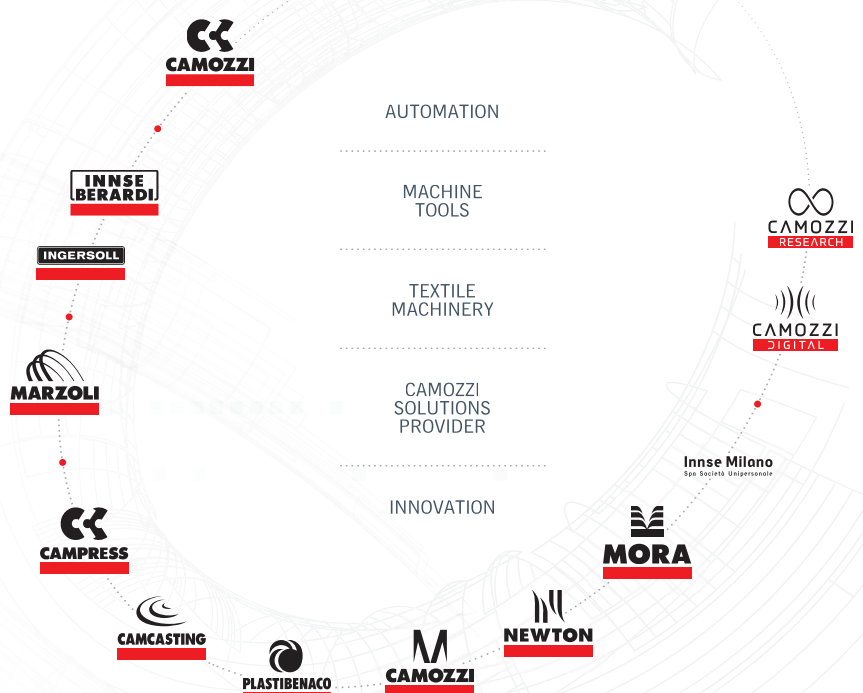 CAMOZZI
AUTOMATION
INNSE
BERARDI
MACHINE
TOOLS
CAMOZZI
RESEARCH
INGERSOLL
TEXTILE
MACHINERY
CAMOZZI
DIGITAL
MARZOLI
CAMOZZI
SOLUTIONS
PROVIDER
Innse Milano
Spa Società Unipersonale
INNOVATION
CAMPRESS
MORA
CAMCASTING
NEWTON
PLASTIBENACO
CAMOZZI